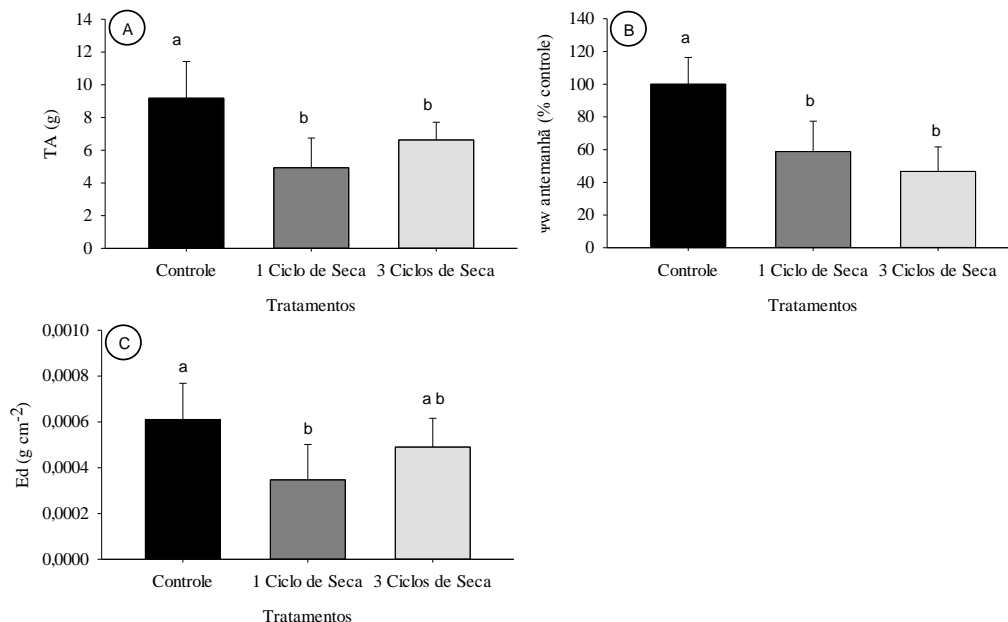 A
TA (g)
14
12
10
8
6
4
2
0
a
b
b
Controle
1 Ciclo de Seca
3 Ciclos de Seca
Tratamentos
B
Ψw antemanhã (% controle)
140
120
100
80
60
40
20
0
a
b
b
Controle
1 Ciclo de Seca
3 Ciclos de Seca
Tratamentos
C
Ed (g cm⁻²)
0,0010
0,0008
0,0006
0,0004
0,0002
0,0000
a
b
a b
Controle
1 Ciclo de Seca
3 Ciclos de Seca
Tratamentos